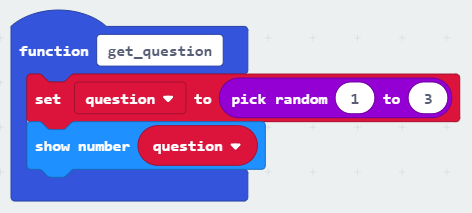 function get_question
set question to pick random 1 to 3
show number question